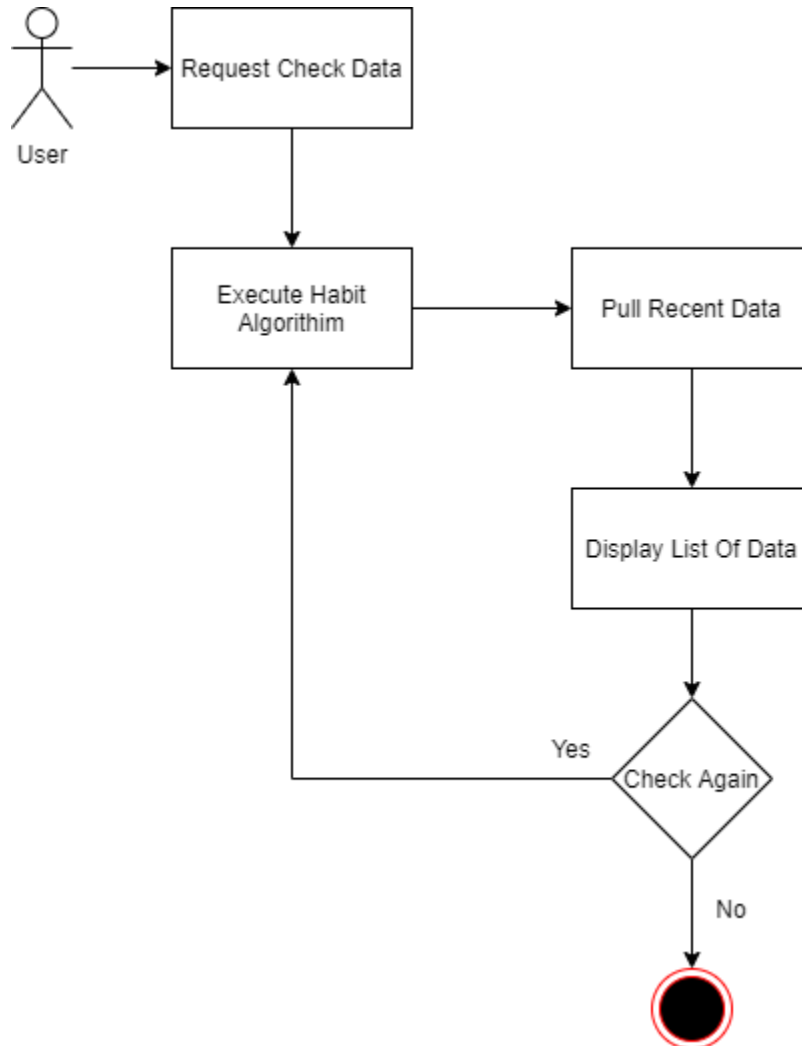 Request Check Data
User
Execute Habit
Algorithim
Pull Recent Data
Display List Of Data
Yes
Check Again
No